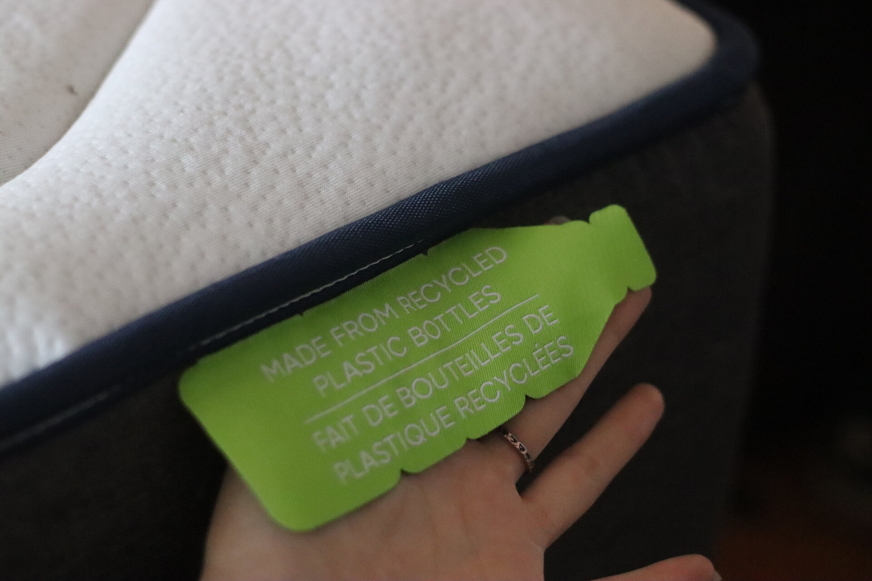 MADE FROM RECYCLED
PLASTIC BOTTLES
FAIT DE BOUTEILLES DE
PLASTIQUE RECYCLÉES